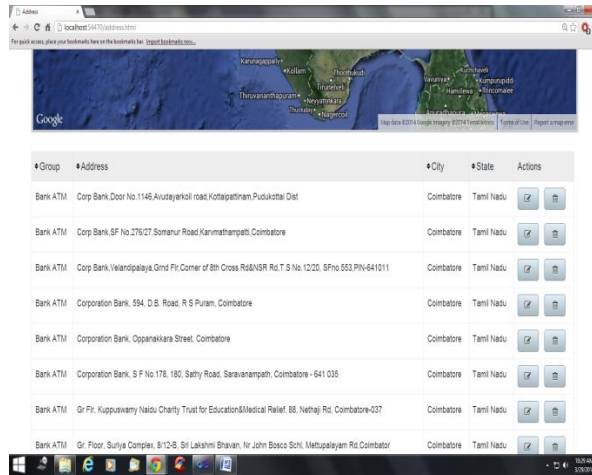 Address
localhost:54470/address.html
For quick access, place your bookmarks here on the bookmarks bar. Import bookmarks now...
Karunagappally
Kollam
Thoothukudi
Tirunelveli
Thiruvananthapuram
Neyyattinkara
Thuckalay
Nagercoil
Vavuniya
Kuchchaveli
Kumpurupiddi
Hamillewa
Trincomalee
Anuradhapura
Google
Map data ©2014 Google Imagery ©2014 TerraMetrics Terms of Use Report a map error
Group Address City State Actions
Bank ATM Corp Bank,Door No.1146,Avudayarkoil road,Kottaipattinam,Pudukottai Dist Coimbatore Tamil Nadu
Bank ATM Corp Bank,SF No.276/27,Somanur Road,Karvmathampatti,Coimbatore Coimbatore Tamil Nadu
Bank ATM Corp Bank,Velandipalaya,Grnd Flr,Corner of 8th Cross Rd&NSR Rd,T.S No.12/20, SFno.553,PIN-641011 Coimbatore Tamil Nadu
Bank ATM Corporation Bank, 594, D.B. Road, R S Puram, Coimbatore Coimbatore Tamil Nadu
Bank ATM Corporation Bank, Oppanakkara Street, Coimbatore Coimbatore Tamil Nadu
Bank ATM Corporation Bank, S F No.178, 180, Sathy Road, Saravanampath, Coimbatore - 641 035 Coimbatore Tamil Nadu
Bank ATM Gr Flr, Kuppuswamy Naidu Charity Trust for Education&Medical Relief, 88, Nethaji Rd, Coimbatore-037 Coimbatore Tamil Nadu
Bank ATM Gr. Floor, Suriya Complex, 8/12-B, Sri Lakshmi Bhavan, Nr John Bosco Schl, Mettupalayam Rd,Coimbator Coimbatore Tamil Nadu